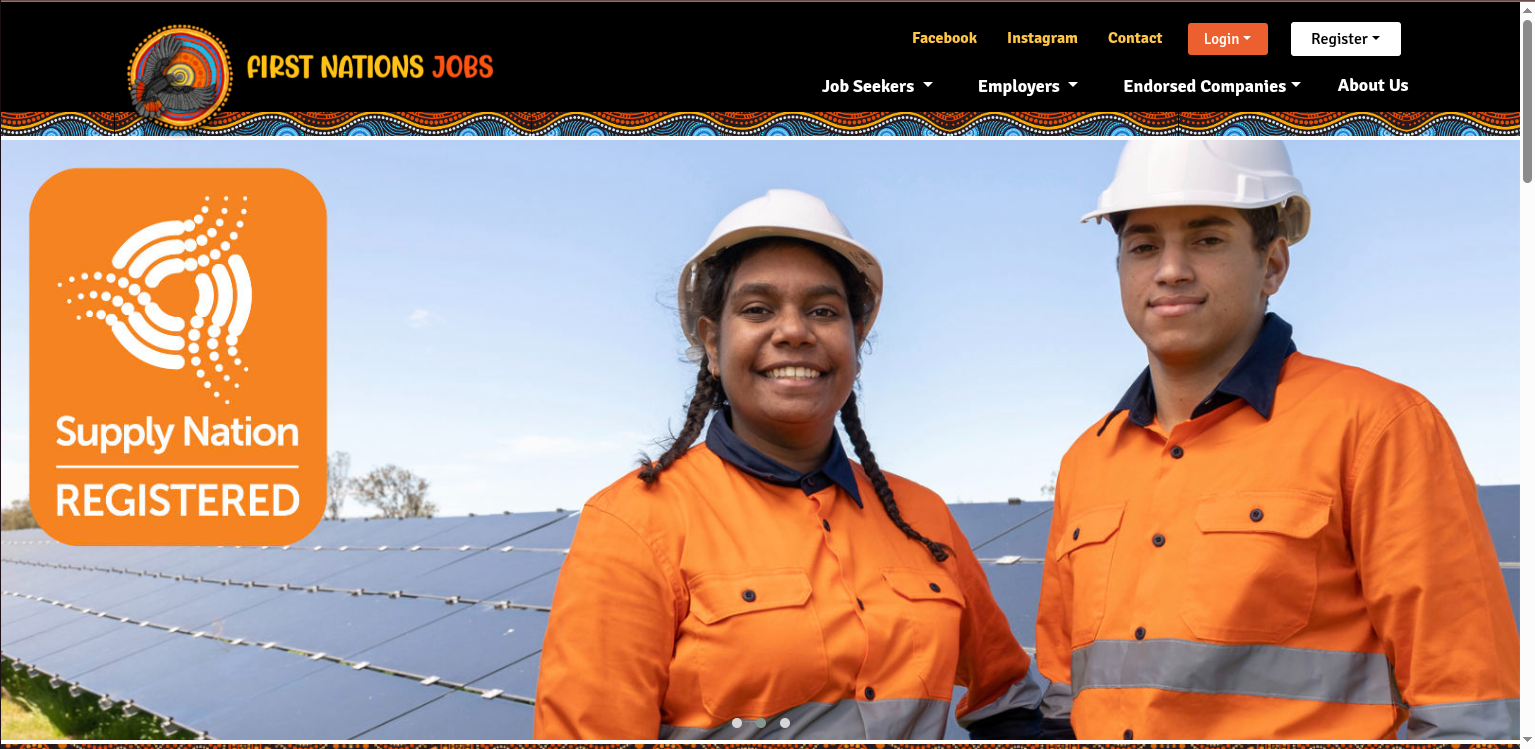 Facebook Instagram Contact Login Register
FIRST NATIONS JOBS
Job Seekers Employers Endorsed Companies About Us
Supply Nation
REGISTERED